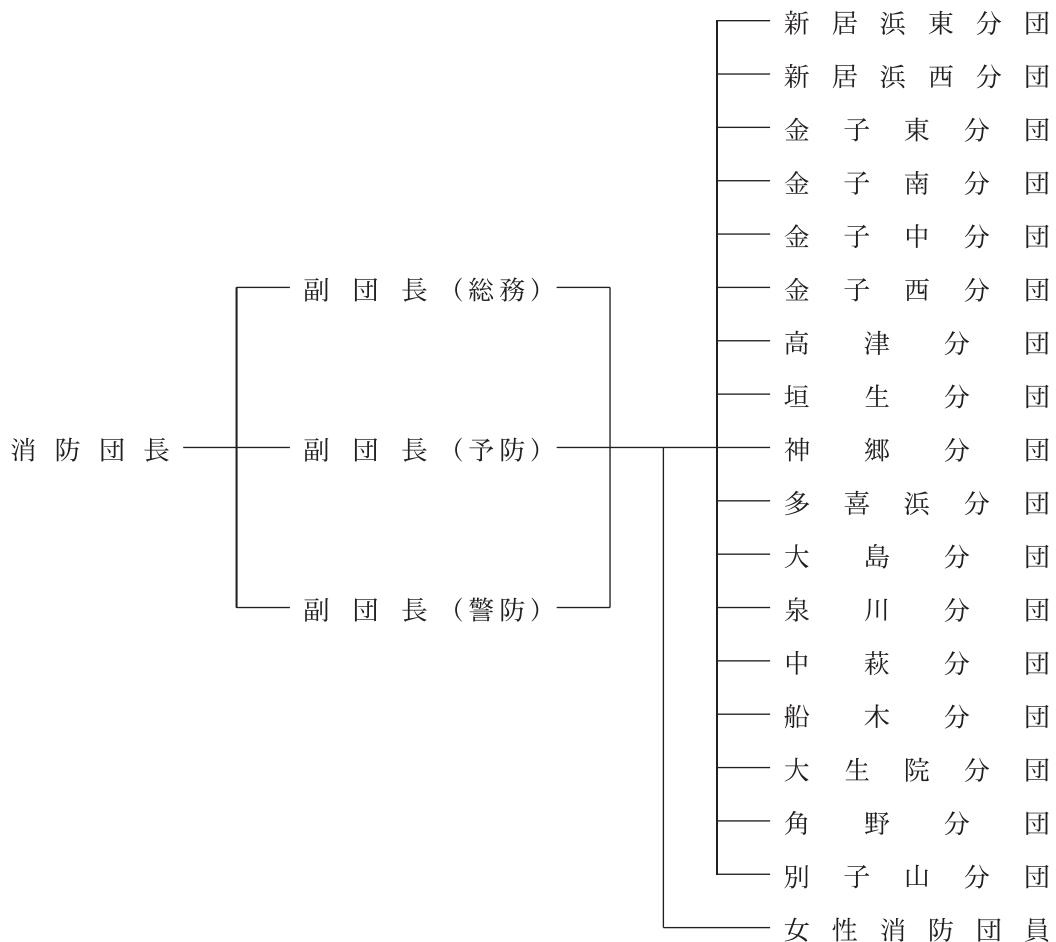 消防団長
副団長(総務)
副団長(予防)
副団長(警防)
新居浜東分団
新居浜西分団
金子東分団
金子南分団
金子中分団
金子西分団
高津分団
垣生分団
神郷分団
多喜浜分団
大島分団
泉川分団
中萩分団
船木分団
大生院分団
角野分団
別子山分団
女性消防団員